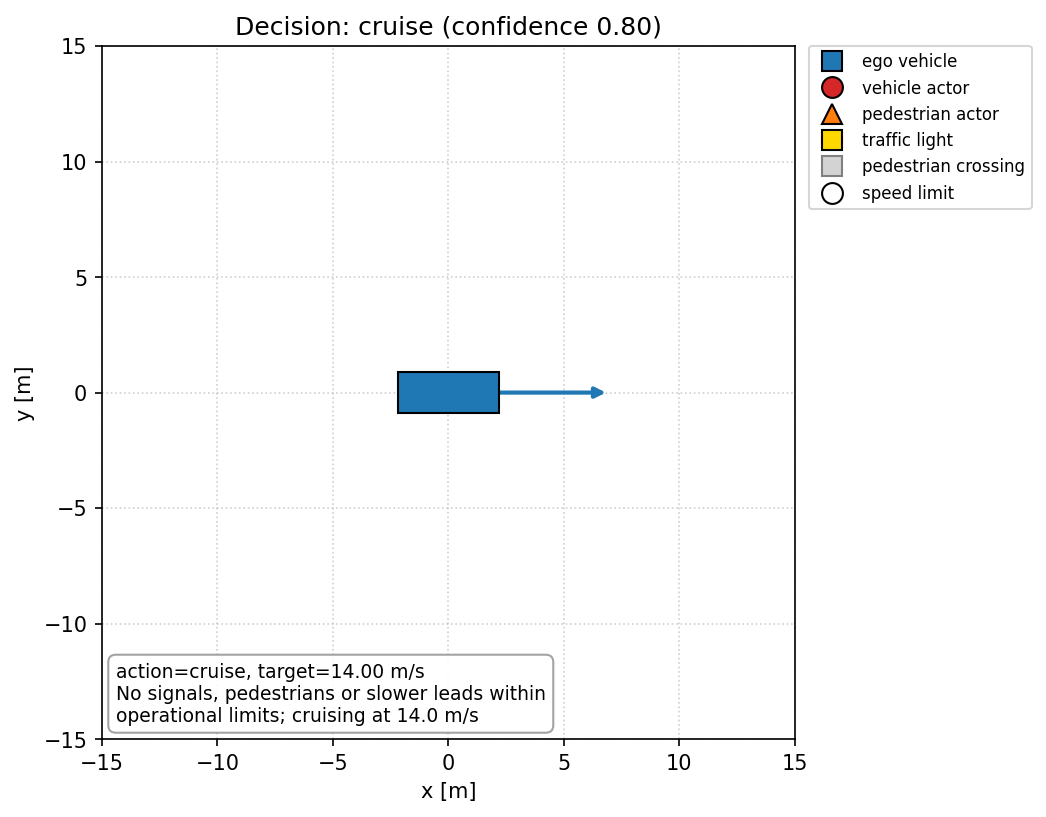 Decision: cruise (confidence 0.80)
15
10
5
0
−5
−10
−15
y [m]
−15
−10
−5
0
5
10
15
x [m]
action=cruise, target=14.00 m/s
No signals, pedestrians or slower leads within
operational limits; cruising at 14.0 m/s
ego vehicle
vehicle actor
pedestrian actor
traffic light
pedestrian crossing
speed limit